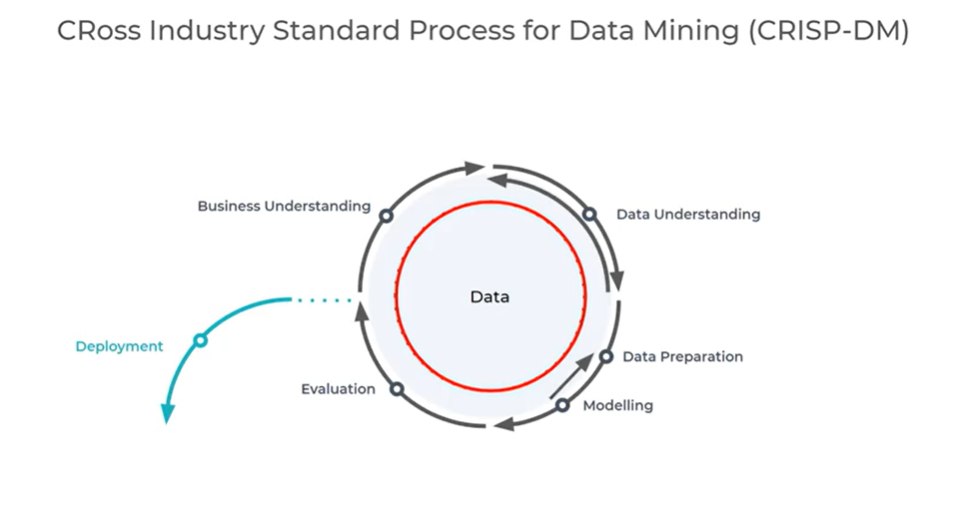 CRoss Industry Standard Process for Data Mining (CRISP-DM)
Business Understanding
Data Understanding
Data
Deployment
Data Preparation
Evaluation
Modelling